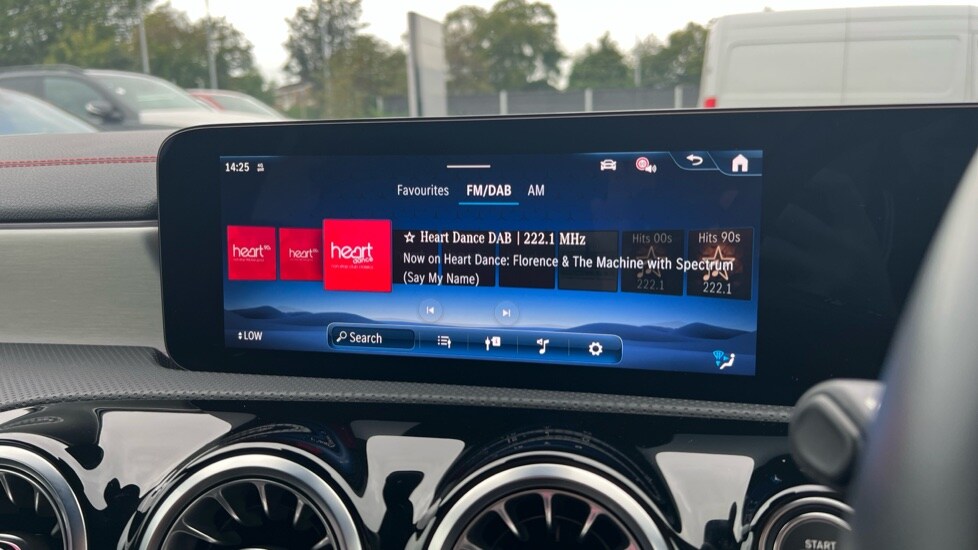 14:25
Favourites FM/DAB AM
heart
heart
heart
dance
☆ Heart Dance DAB | 222.1 MHz
Now on Heart Dance: Florence & The Machine with Spectrum
(Say My Name)
Hits 00s
222.1
Hits 90s
222.1
LOW
Search
START